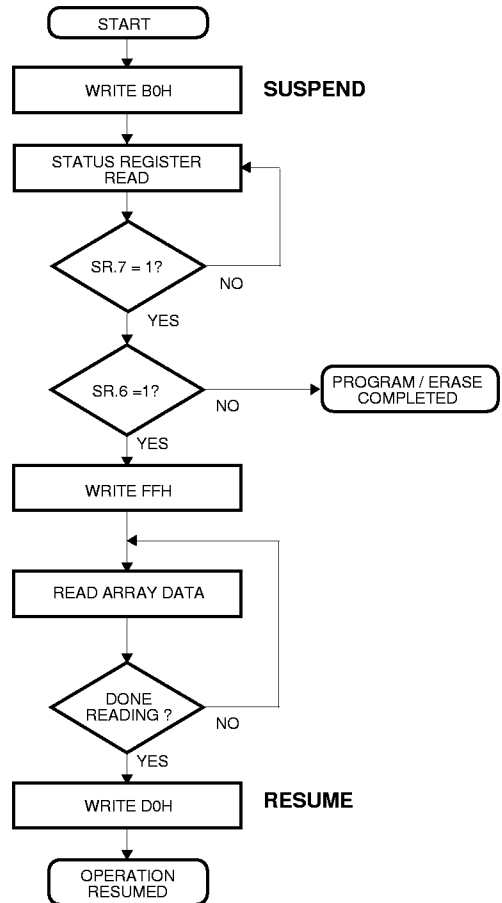 START
WRITE B0H
SUSPEND
STATUS REGISTER
READ
SR.7 = 1?
NO
YES
SR.6 =1?
NO
PROGRAM / ERASE
COMPLETED
YES
WRITE FFH
READ ARRAY DATA
DONE
READING ?
NO
YES
WRITE D0H
RESUME
OPERATION
RESUMED